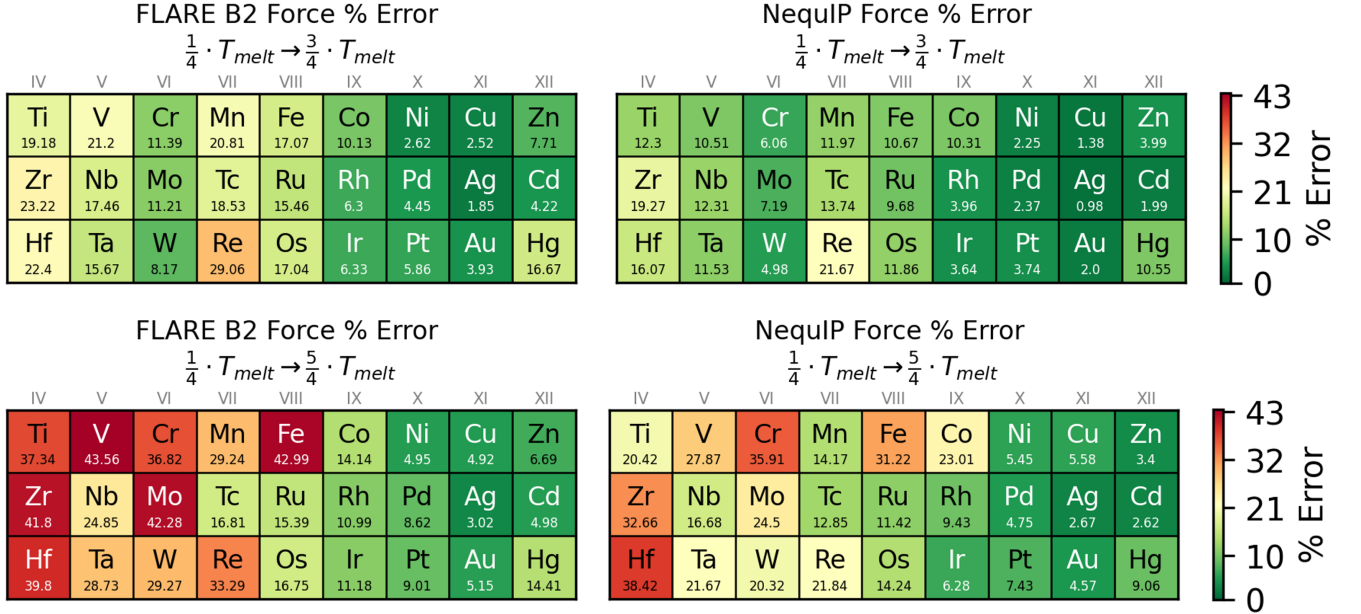 FLARE B2 Force % Error
1/4 · T_melt → 3/4 · T_melt
IV V VI VII VIII IX X XI XII
Ti V Cr Mn Fe Co Ni Cu Zn
19.18 21.2 11.39 20.81 17.07 10.13 2.62 2.52 7.71
Zr Nb Mo Tc Ru Rh Pd Ag Cd
23.22 17.46 11.21 18.53 15.46 6.3 4.45 1.85 4.22
Hf Ta W Re Os Ir Pt Au Hg
22.4 15.67 8.17 29.06 17.04 6.33 5.86 3.93 16.67
NequIP Force % Error
1/4 · T_melt → 3/4 · T_melt
IV V VI VII VIII IX X XI XII
Ti V Cr Mn Fe Co Ni Cu Zn
12.3 10.51 6.06 11.97 10.67 10.31 2.25 1.38 3.99
Zr Nb Mo Tc Ru Rh Pd Ag Cd
19.27 12.31 7.19 13.74 9.68 3.96 2.37 0.98 1.99
Hf Ta W Re Os Ir Pt Au Hg
16.07 11.53 4.98 21.67 11.86 3.64 3.74 2.0 10.55
43
32
21
10
0
% Error
FLARE B2 Force % Error
1/4 · T_melt → 5/4 · T_melt
IV V VI VII VIII IX X XI XII
Ti V Cr Mn Fe Co Ni Cu Zn
37.34 43.56 36.82 29.24 42.99 14.14 4.95 4.92 6.69
Zr Nb Mo Tc Ru Rh Pd Ag Cd
41.8 24.85 42.28 16.81 15.39 10.99 8.62 3.02 4.98
Hf Ta W Re Os Ir Pt Au Hg
39.8 28.73 29.27 33.29 16.75 11.18 9.01 5.15 14.41
NequIP Force % Error
1/4 · T_melt → 5/4 · T_melt
IV V VI VII VIII IX X XI XII
Ti V Cr Mn Fe Co Ni Cu Zn
20.42 27.87 35.91 14.17 31.22 23.01 5.45 5.58 3.4
Zr Nb Mo Tc Ru Rh Pd Ag Cd
32.66 16.68 24.5 12.85 11.42 9.43 4.75 2.67 2.62
Hf Ta W Re Os Ir Pt Au Hg
38.42 21.67 20.32 21.84 14.24 6.28 7.43 4.57 9.06
43
32
21
10
0
% Error